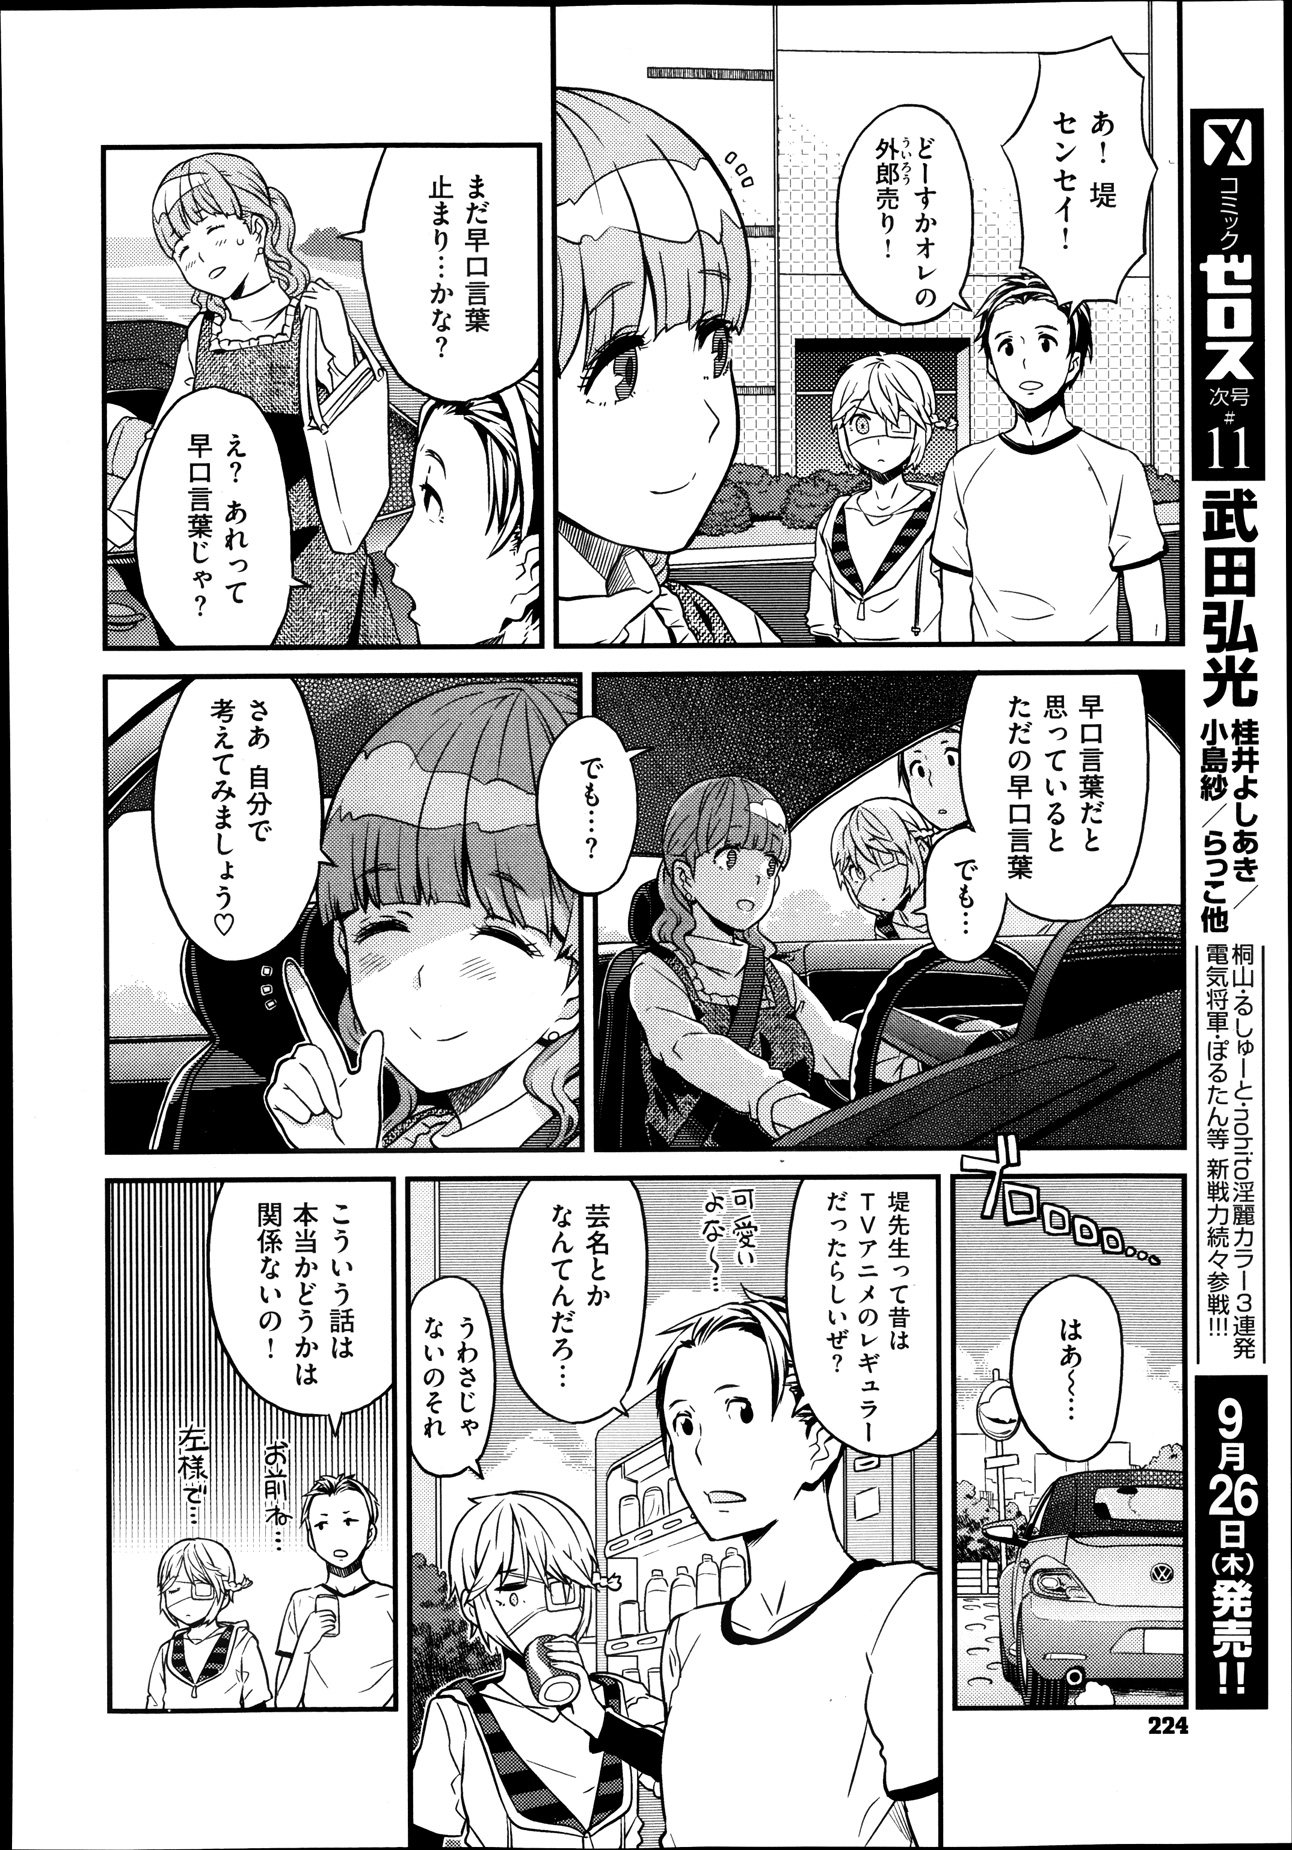 あ！堤
センセイ！
どーすかオレの
外郎売り！
ういろう
まだ早口言葉
止まり…かな？
え？あれって
早口言葉じゃ？
早口言葉だと
思っていると
ただの早口言葉
でも…
でも…？
さあ 自分で
考えてみましょう♡
ブロロロロ…
はあ〜〜…
堤先生って昔は
TVアニメのレギュラー
だったらしいぜ？
可愛い
よな〜…
芸名とか
なんてんだろ…
うわさじゃ
ないのそれ
こういう話は
本当かどうかは
関係ないの！
お前ね…
左様で…
224
コミックゼロス
次号#11
武田弘光
桂井よしあき／
小島紗／らっこ他
桐山・るしゅーと・nohito淫麗カラー3連発
電気将軍・ぽるたん等 新戦力続々参戦!!!
9月26日(木)発売!!